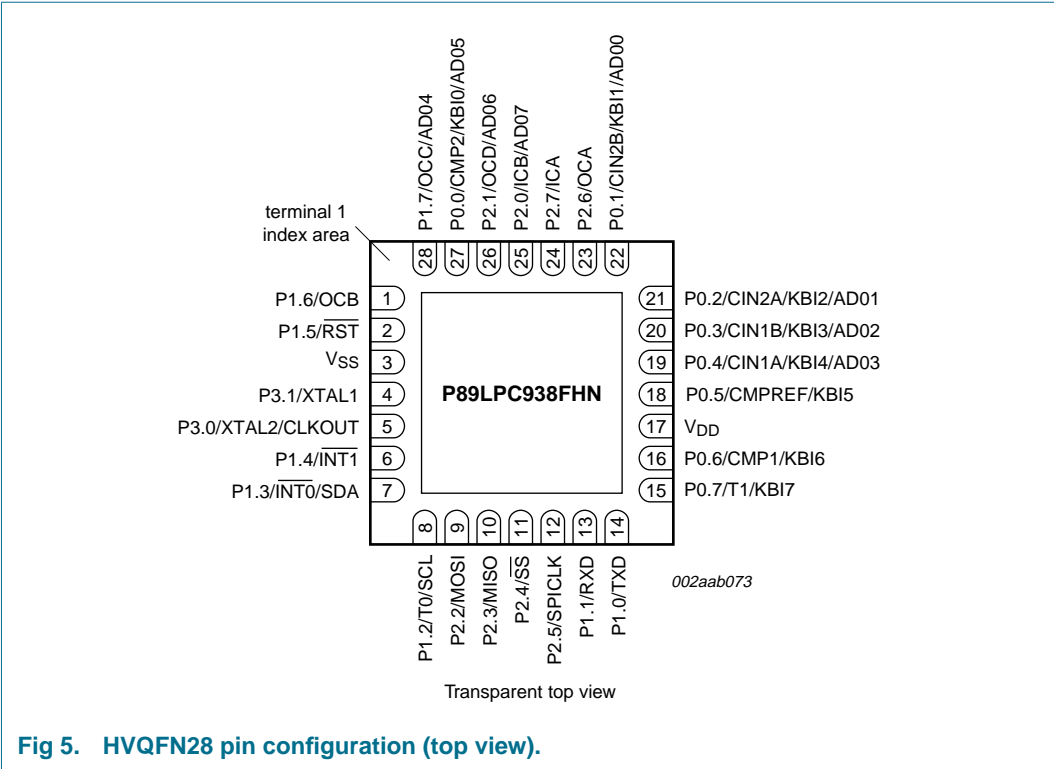 P1.7/OCC/AD04
P0.0/CMP2/KBI0/AD05
P2.1/OCD/AD06
P2.0/ICB/AD07
P2.7/ICA
P2.6/OCA
P0.1/CIN2B/KBI1/AD00
terminal 1
index area
28 27 26 25 24 23 22
P1.6/OCB 1
P1.5/RST 2
VSS 3
P3.1/XTAL1 4
P3.0/XTAL2/CLKOUT 5
P1.4/INT1 6
P1.3/INT0/SDA 7
P89LPC938FHN
21 P0.2/CIN2A/KBI2/AD01
20 P0.3/CIN1B/KBI3/AD02
19 P0.4/CIN1A/KBI4/AD03
18 P0.5/CMPREF/KBI5
17 VDD
16 P0.6/CMP1/KBI6
15 P0.7/T1/KBI7
8 9 10 11 12 13 14
P1.2/T0/SCL
P2.2/MOSI
P2.3/MISO
P2.4/SS
P2.5/SPICLK
P1.1/RXD
P1.0/TXD
002aab073
Transparent top view
Fig 5. HVQFN28 pin configuration (top view).